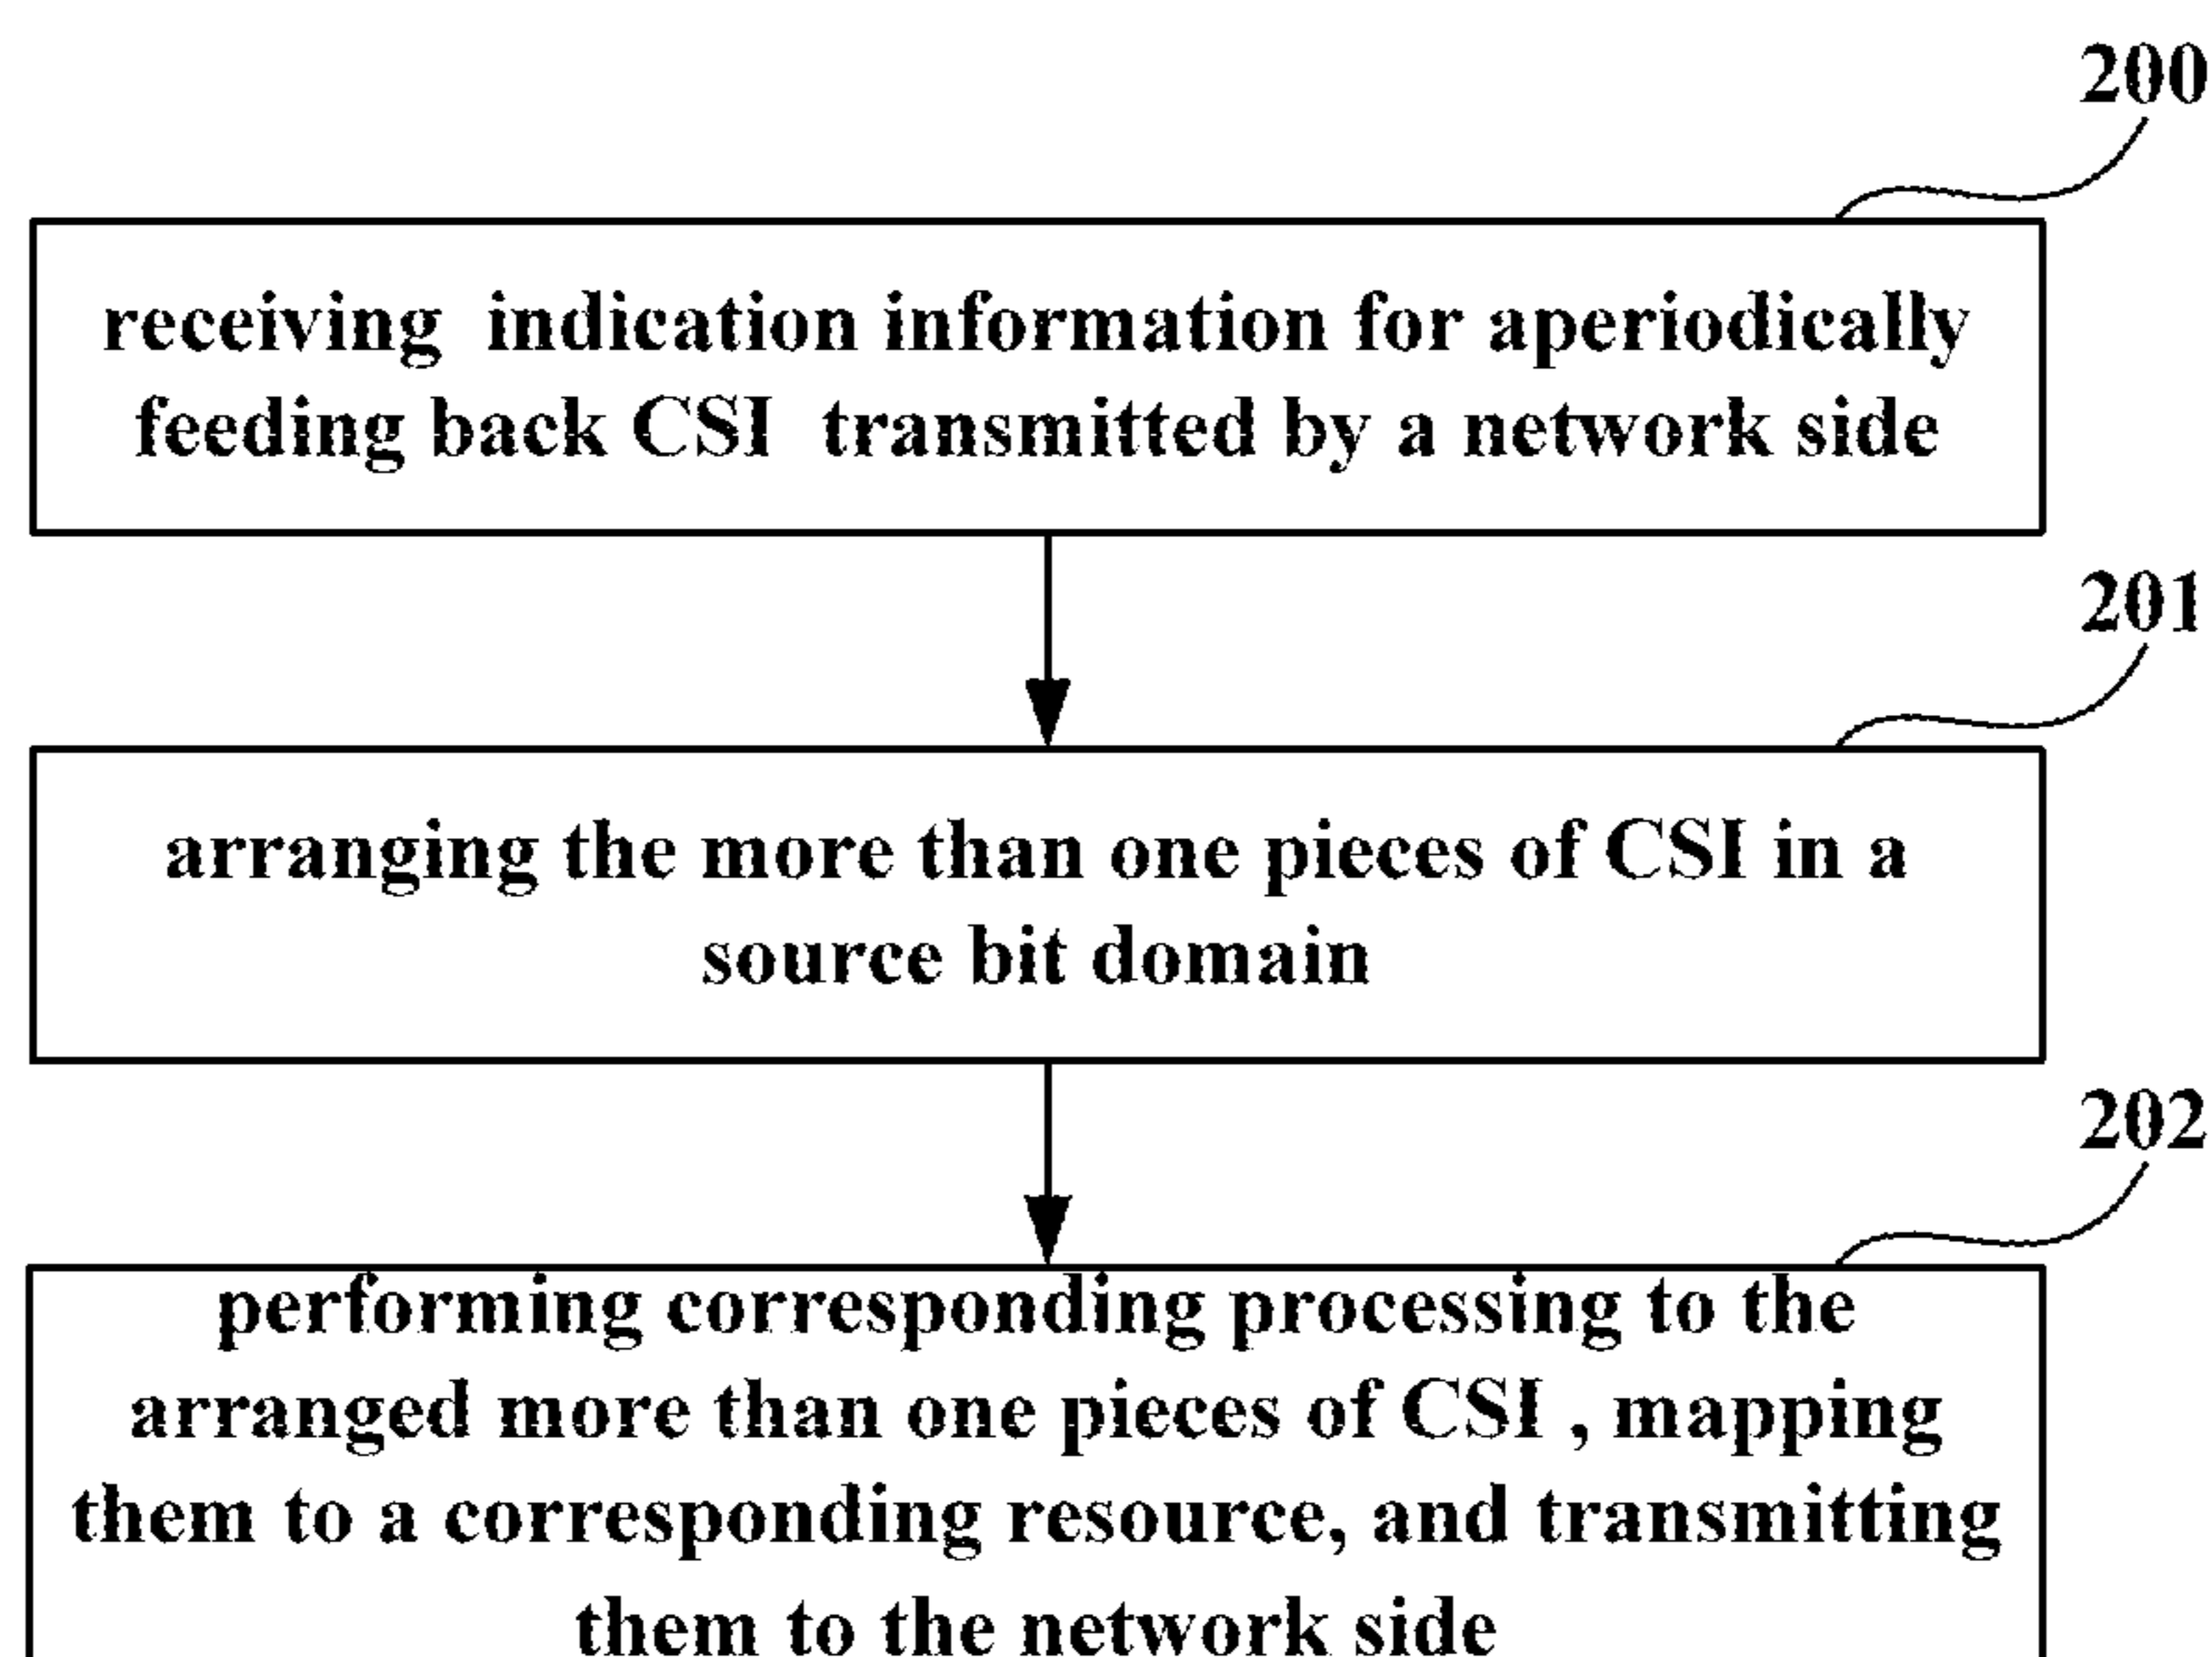 200
receiving indication information for aperiodically
feeding back CSI transmitted by a network side
201
arranging the more than one pieces of CSI in a
source bit domain
202
performing corresponding processing to the
arranged more than one pieces of CSI , mapping
them to a corresponding resource, and transmitting
them to the network side